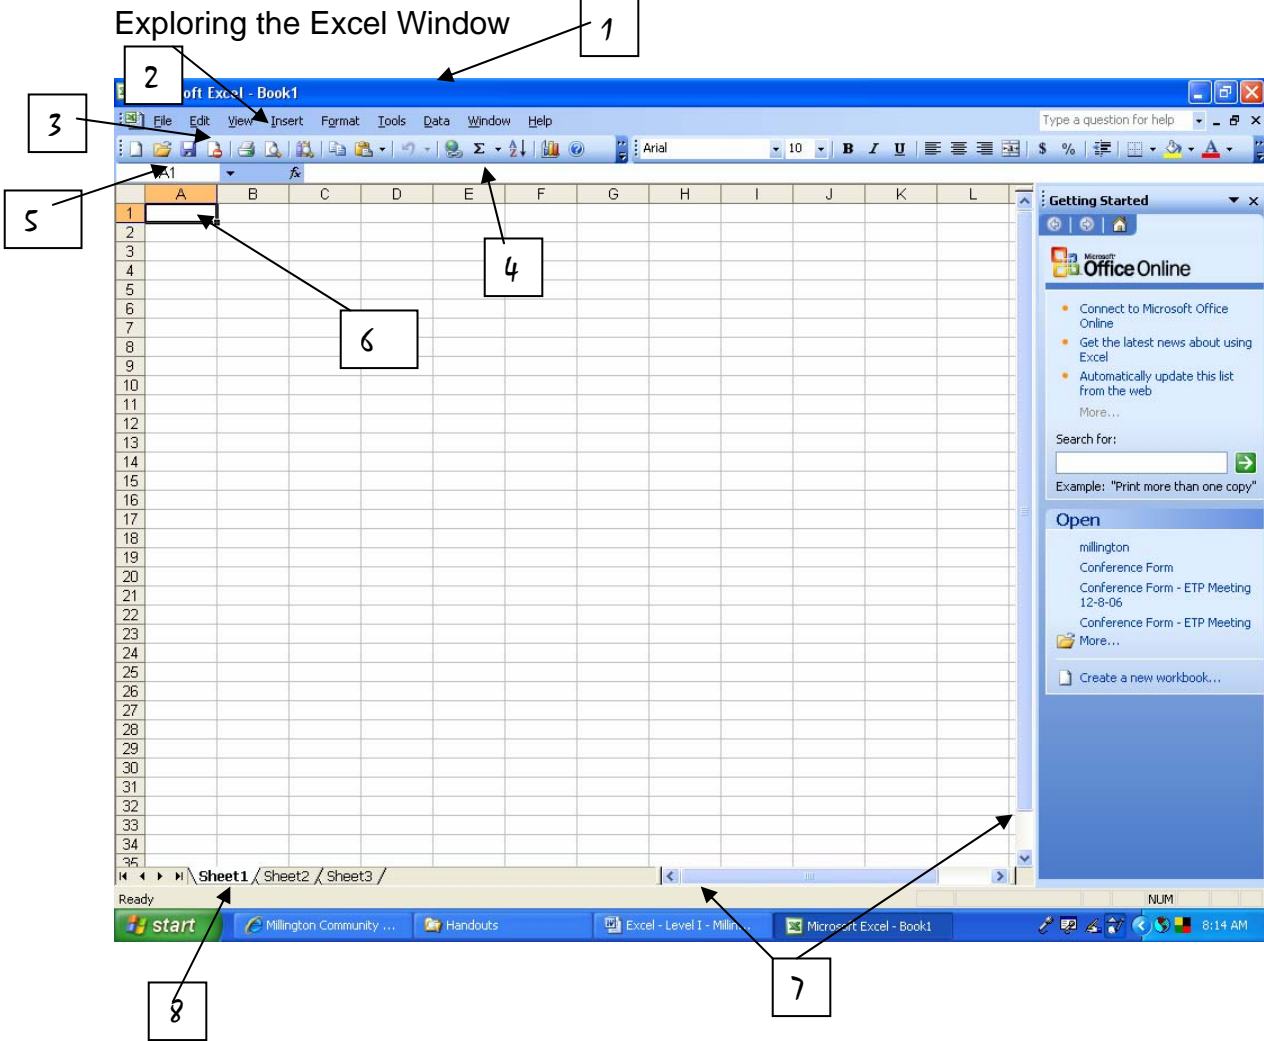 Exploring the Excel Window
1
2
3
5
4
6
7
8
oft Excel - Book1
File Edit View Insert Format Tools Data Window Help
Type a question for help
Arial 10 B I U $ % A
A1 fx
A B C D E F G H I J K L
1
2
3
4
5
6
7
8
9
10
11
12
13
14
15
16
17
18
19
20
21
22
23
24
25
26
27
28
29
30
31
32
33
34
35
Getting Started
Microsoft
Office Online
Connect to Microsoft Office
Online
Get the latest news about using
Excel
Automatically update this list
from the web
More...
Search for:
Example: "Print more than one copy"
Open
millington
Conference Form
Conference Form - ETP Meeting
12-8-06
Conference Form - ETP Meeting
More...
Create a new workbook...
Sheet1 Sheet2 Sheet3
Ready NUM
start Millington Community ... Handouts Excel - Level I - Millin... Microsoft Excel - Book1 8:14 AM